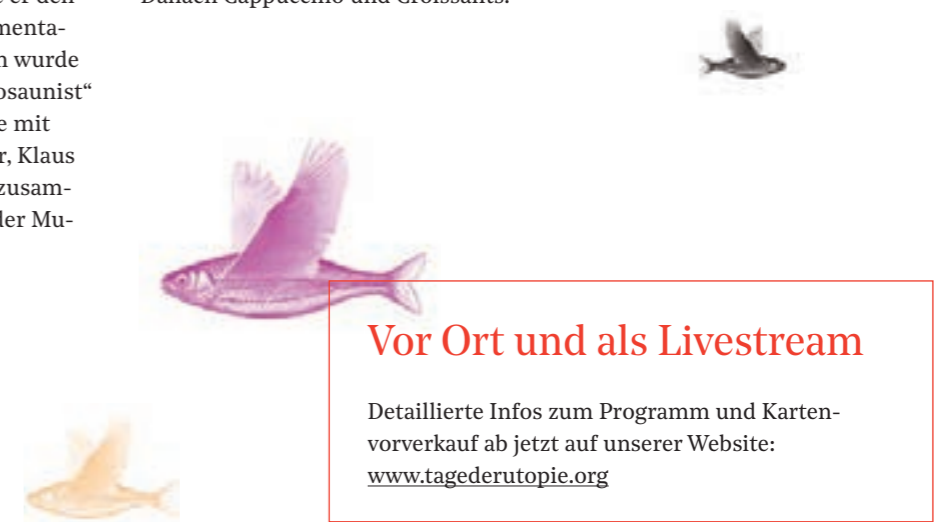 menta-
n wurde
osaunist“
e mit
r, Klaus
zusam-
der Mu-
Danach Cappuccino und Croissants.
Vor Ort und als Livestream
Detaillierte Infos zum Programm und Karten-
vorverkauf ab jetzt auf unserer Website:
www.tagederutopie.org